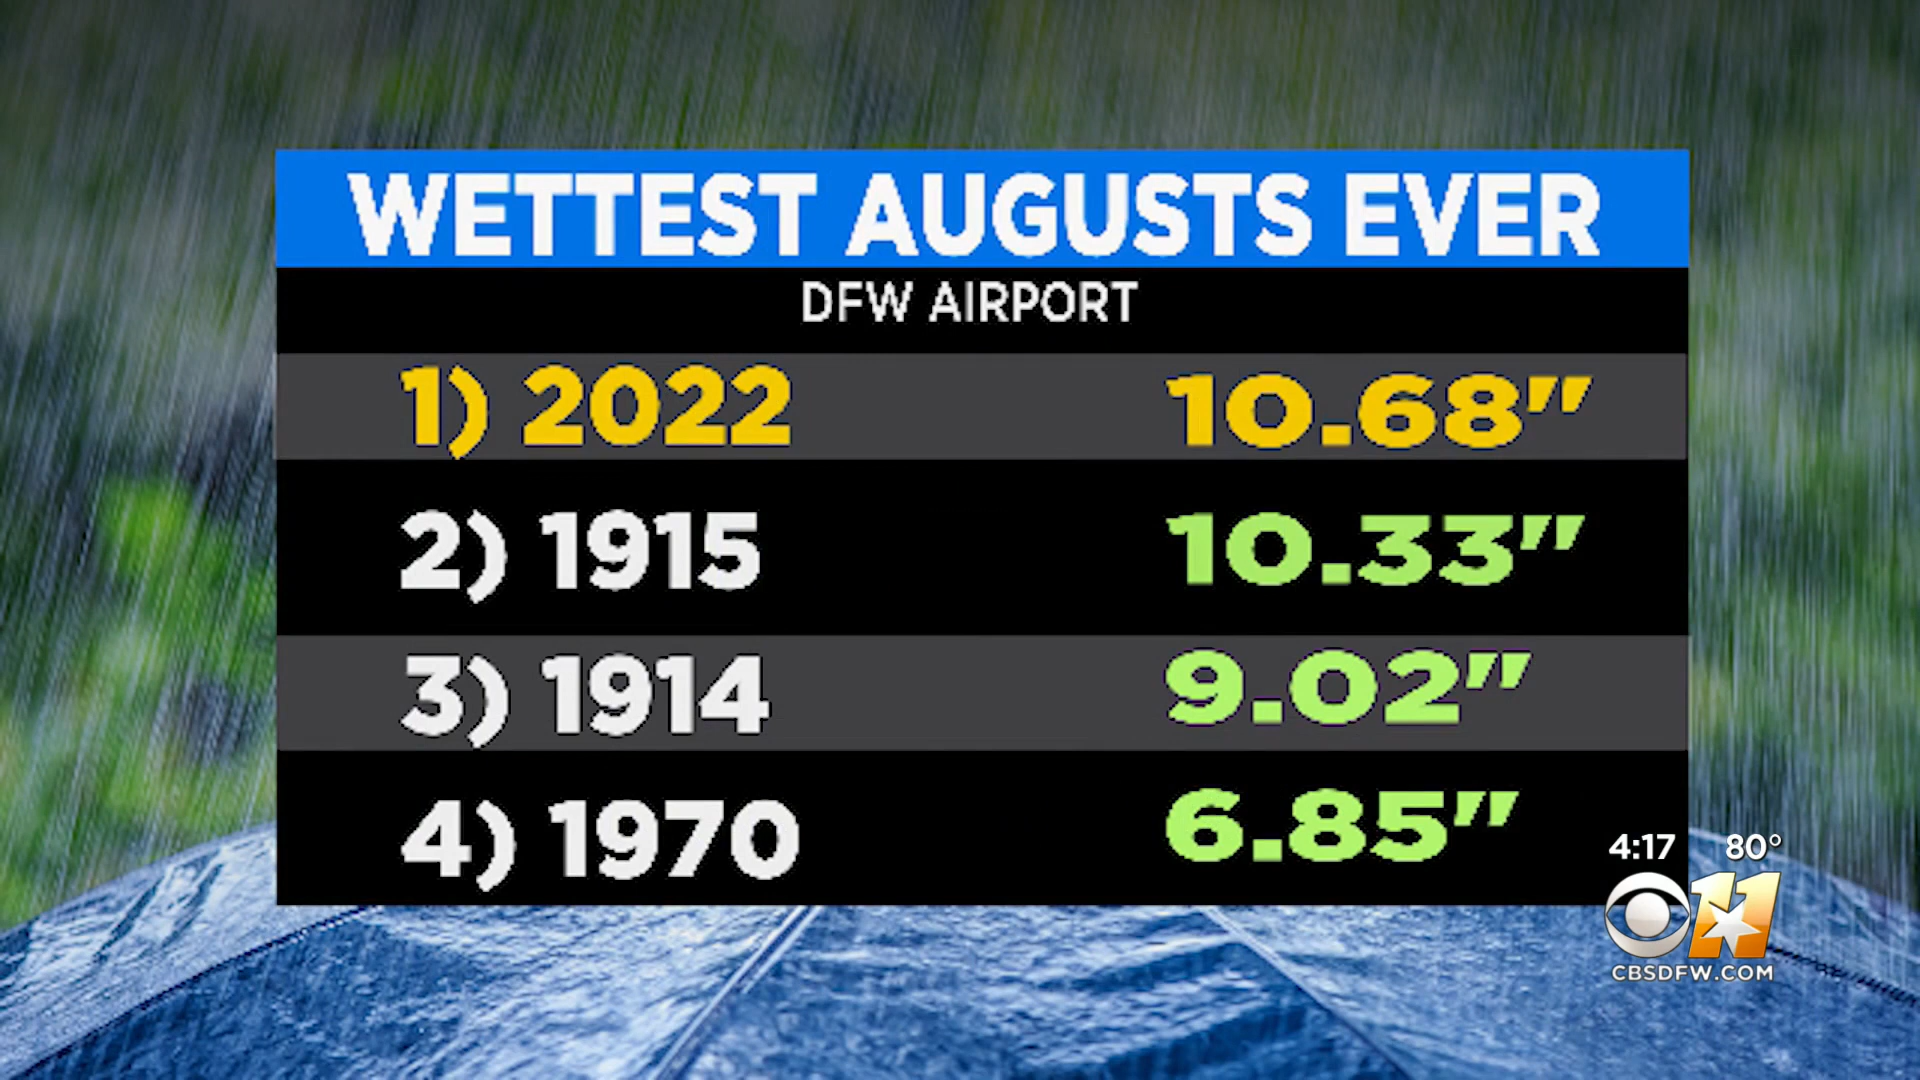 WETTEST AUGUSTS EVER
DFW AIRPORT
1) 2022 10.68"
2) 1915 10.33"
3) 1914 9.02"
4) 1970 6.85"
4:17 80°
11
CBSDFW.COM